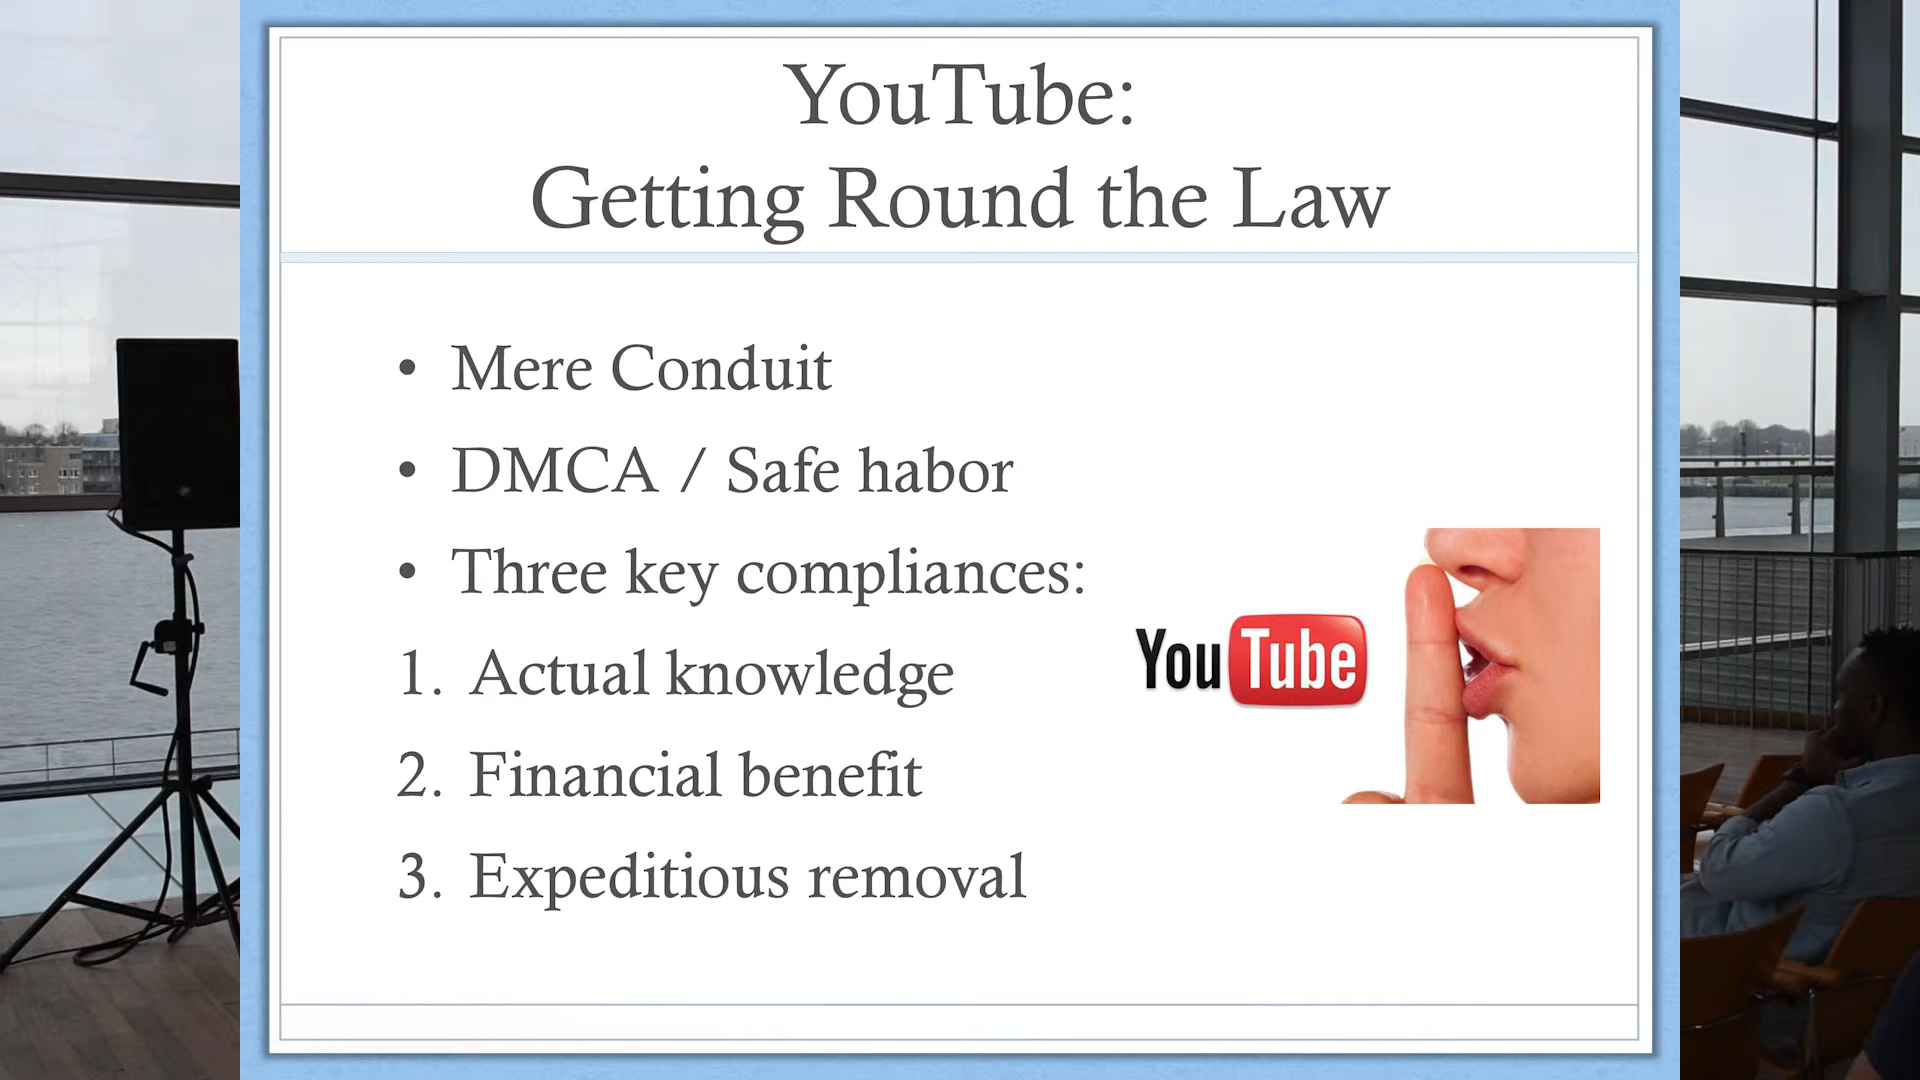 YouTube:
Getting Round the Law
• Mere Conduit
• DMCA / Safe habor
• Three key compliances:
1. Actual knowledge
2. Financial benefit
3. Expeditious removal
YouTube